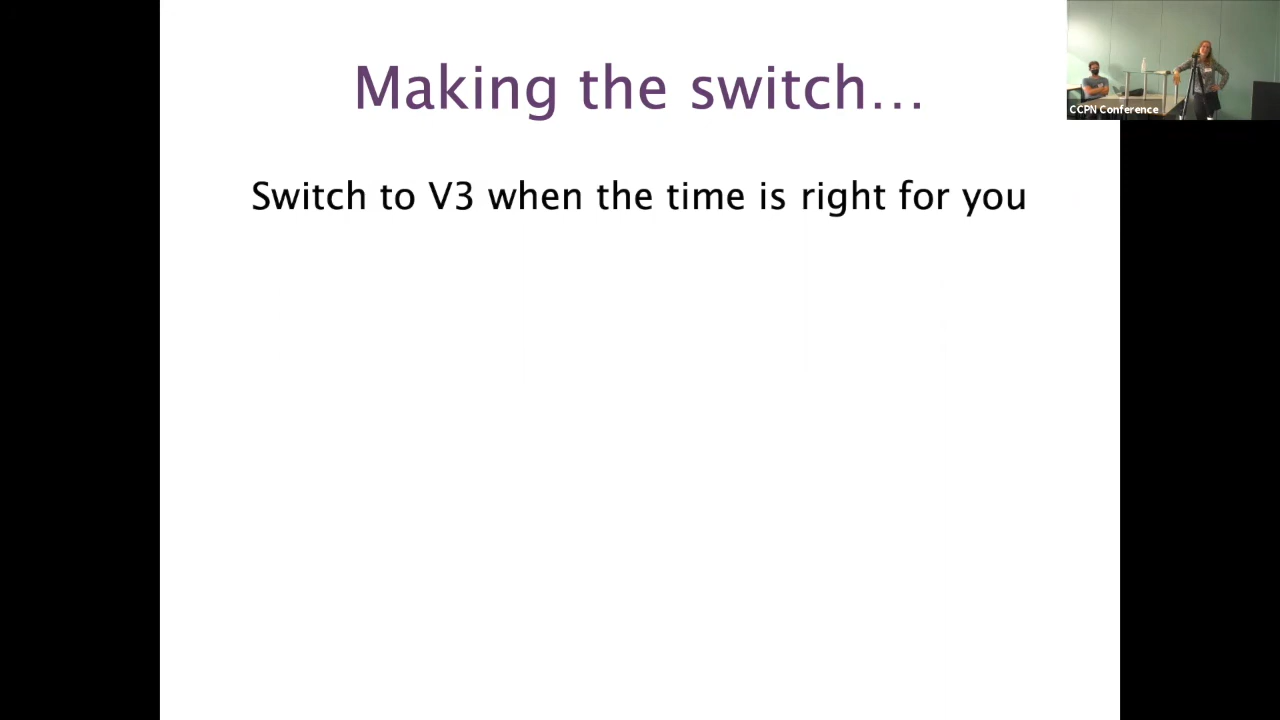 Making the switch...
CCPN Conference
Switch to V3 when the time is right for you